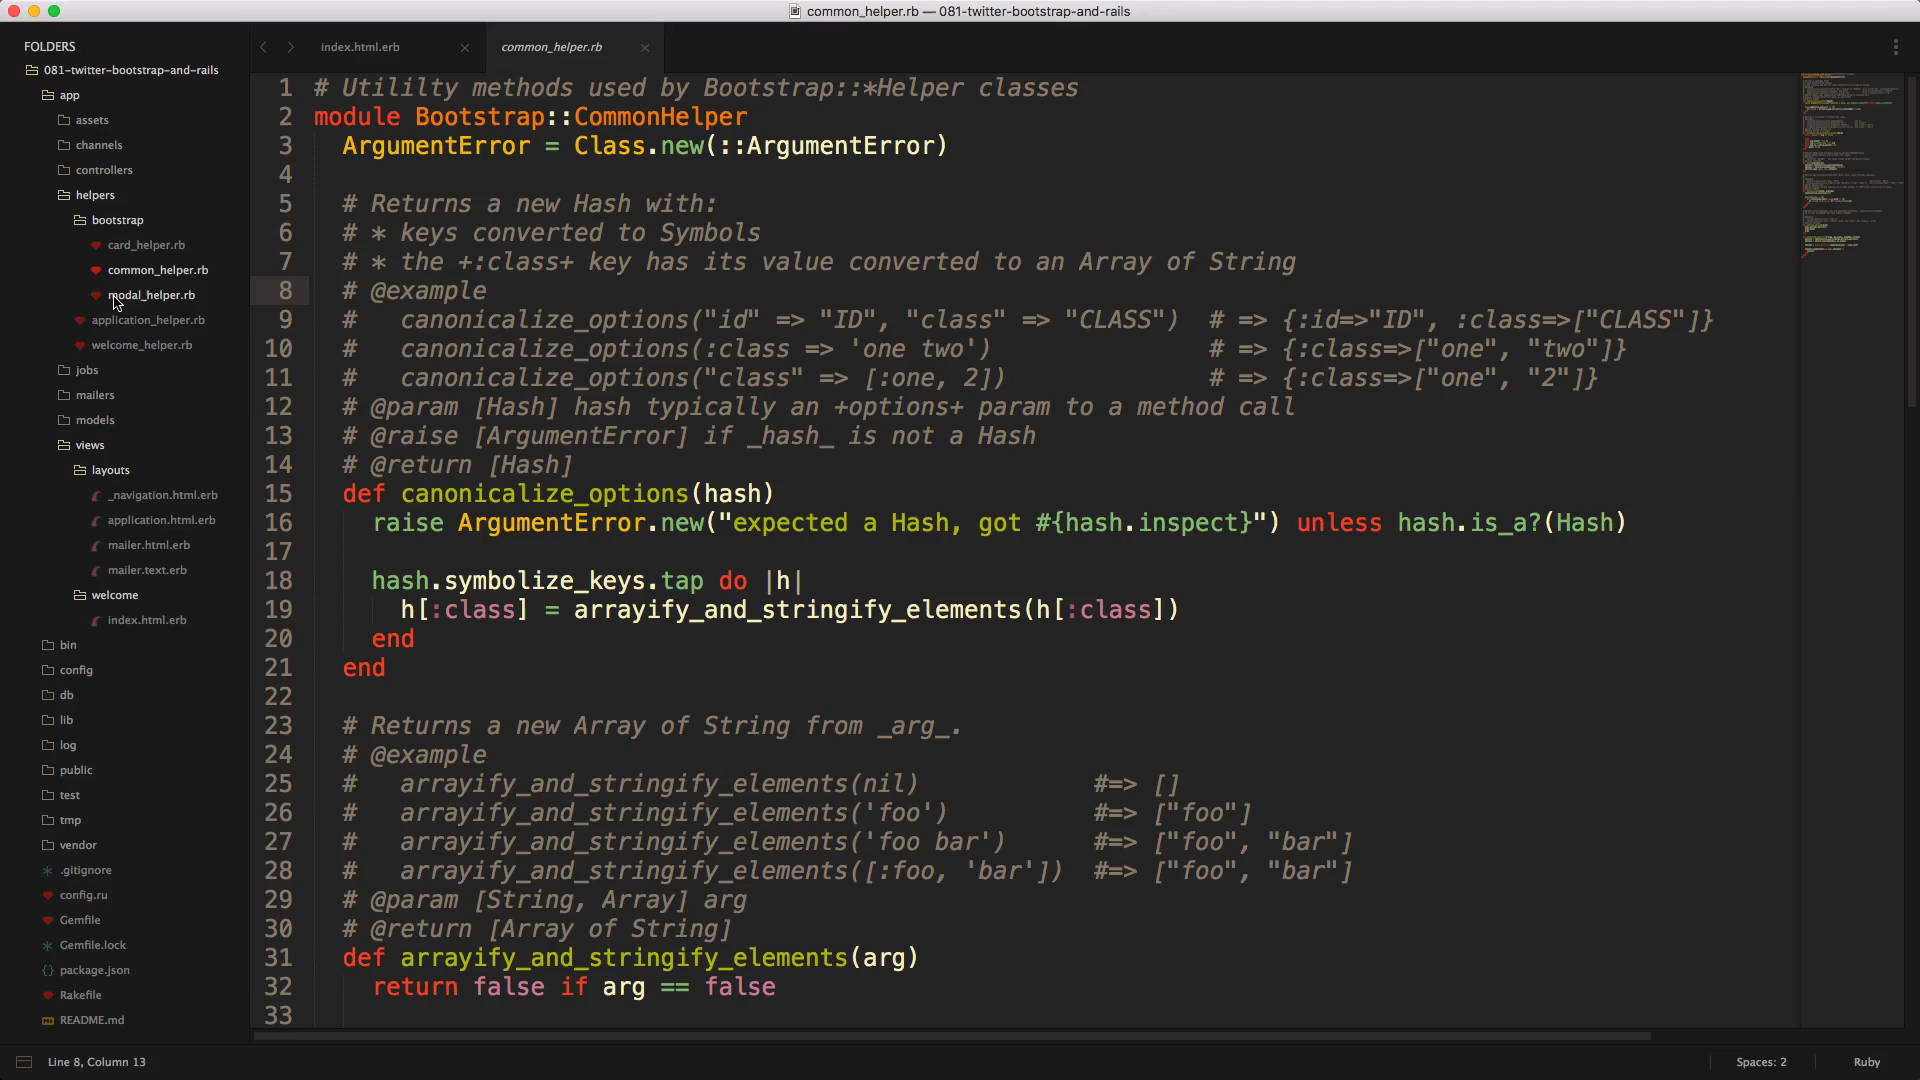 common_helper.rb — 081-twitter-bootstrap-and-rails
FOLDERS
081-twitter-bootstrap-and-rails
app
assets
channels
controllers
helpers
bootstrap
card_helper.rb
common_helper.rb
modal_helper.rb
application_helper.rb
welcome_helper.rb
jobs
mailers
models
views
layouts
_navigation.html.erb
application.html.erb
mailer.html.erb
mailer.text.erb
welcome
index.html.erb
bin
config
db
lib
log
public
test
tmp
vendor
.gitignore
config.ru
Gemfile
Gemfile.lock
package.json
Rakefile
README.md
index.html.erb
common_helper.rb
1 # Utililty methods used by Bootstrap::*Helper classes
2 module Bootstrap::CommonHelper
3   ArgumentError = Class.new(::ArgumentError)
4
5   # Returns a new Hash with:
6   # * keys converted to Symbols
7   # * the +:class+ key has its value converted to an Array of String
8   # @example
9   #   canonicalize_options("id" => "ID", "class" => "CLASS")  # => {:id=>"ID", :class=>["CLASS"]}
10   #   canonicalize_options(:class => 'one two')               # => {:class=>["one", "two"]}
11   #   canonicalize_options("class" => [:one, 2])              # => {:class=>["one", "2"]}
12   # @param [Hash] hash typically an +options+ param to a method call
13   # @raise [ArgumentError] if _hash_ is not a Hash
14   # @return [Hash]
15   def canonicalize_options(hash)
16     raise ArgumentError.new("expected a Hash, got #{hash.inspect}") unless hash.is_a?(Hash)
17
18     hash.symbolize_keys.tap do |h|
19       h[:class] = arrayify_and_stringify_elements(h[:class])
20     end
21   end
22
23   # Returns a new Array of String from _arg_.
24   # @example
25   #   arrayify_and_stringify_elements(nil)            #=> []
26   #   arrayify_and_stringify_elements('foo')          #=> ["foo"]
27   #   arrayify_and_stringify_elements('foo bar')      #=> ["foo", "bar"]
28   #   arrayify_and_stringify_elements([:foo, 'bar'])  #=> ["foo", "bar"]
29   # @param [String, Array] arg
30   # @return [Array of String]
31   def arrayify_and_stringify_elements(arg)
32     return false if arg == false
33
Line 8, Column 13
Spaces: 2
Ruby